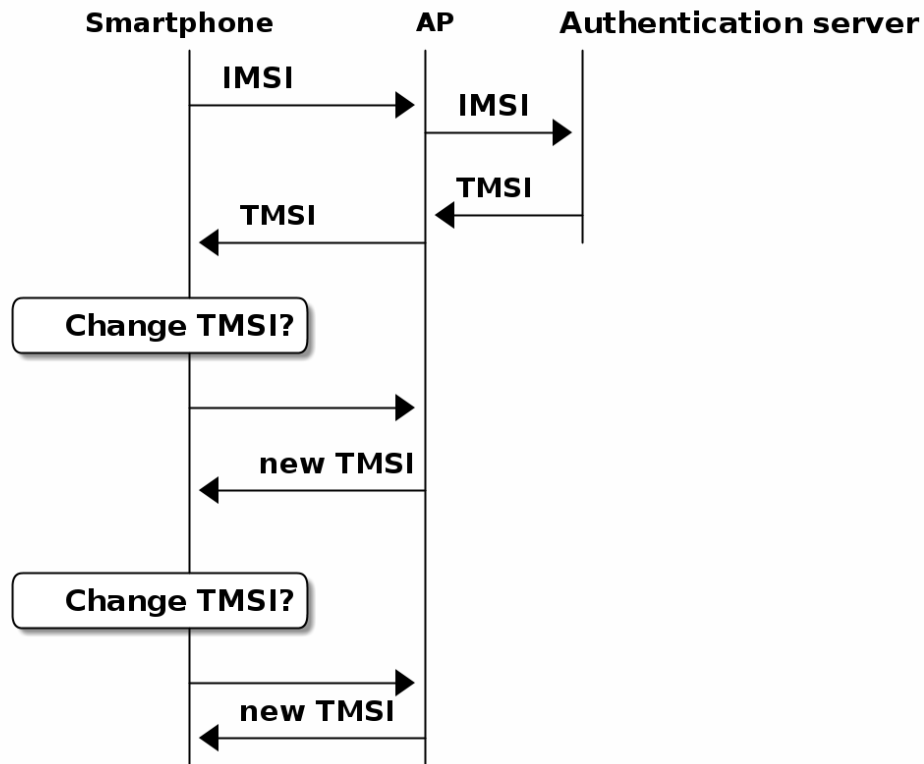 Smartphone
AP
Authentication server
IMSI
IMSI
TMSI
TMSI
Change TMSI?
new TMSI
Change TMSI?
new TMSI